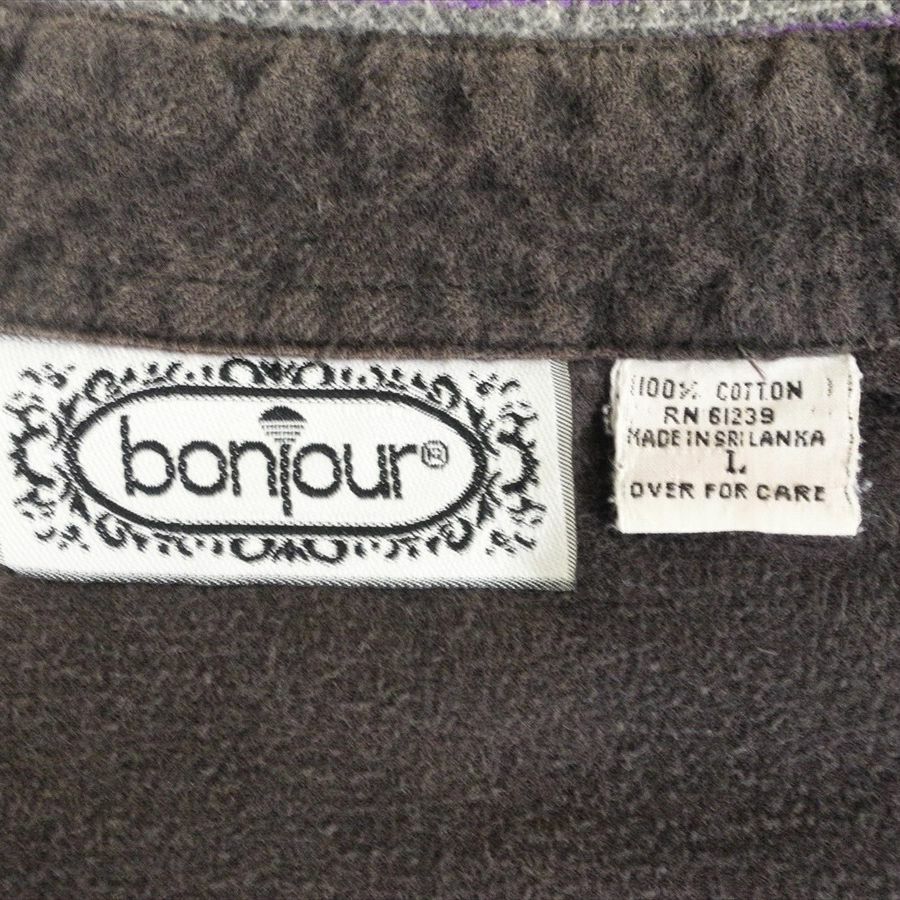 bonjour®
100% COTTON
RN 61239
MADE IN SRI LANKA
L
OVER FOR CARE